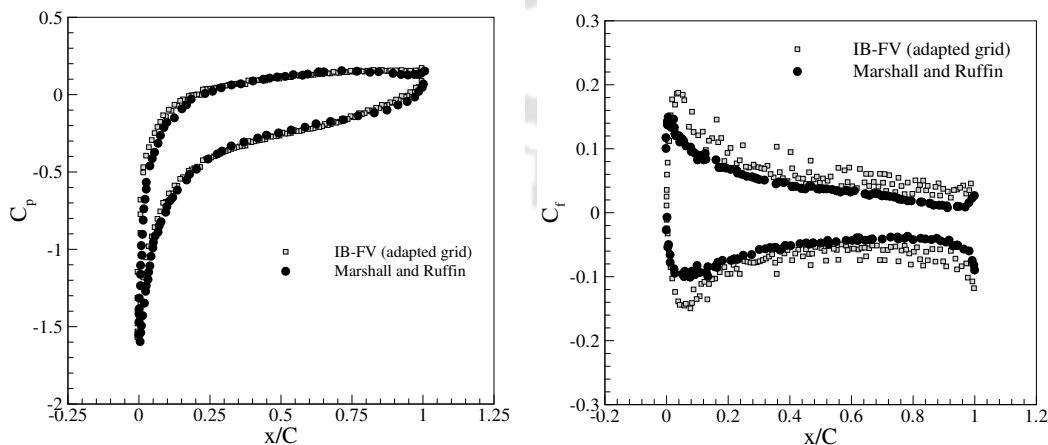 0.5
0
-0.5
-1
-1.5
-2
C_p
IB-FV (adapted grid)
Marshall and Ruffin
-0.25 0 0.25 0.5 0.75 1 1.25
x/C
0.3
0.2
0.1
0
-0.1
-0.2
-0.3
C_f
IB-FV (adapted grid)
Marshall and Ruffin
0 0.2 0.4 0.6 0.8 1 1.2
x/C